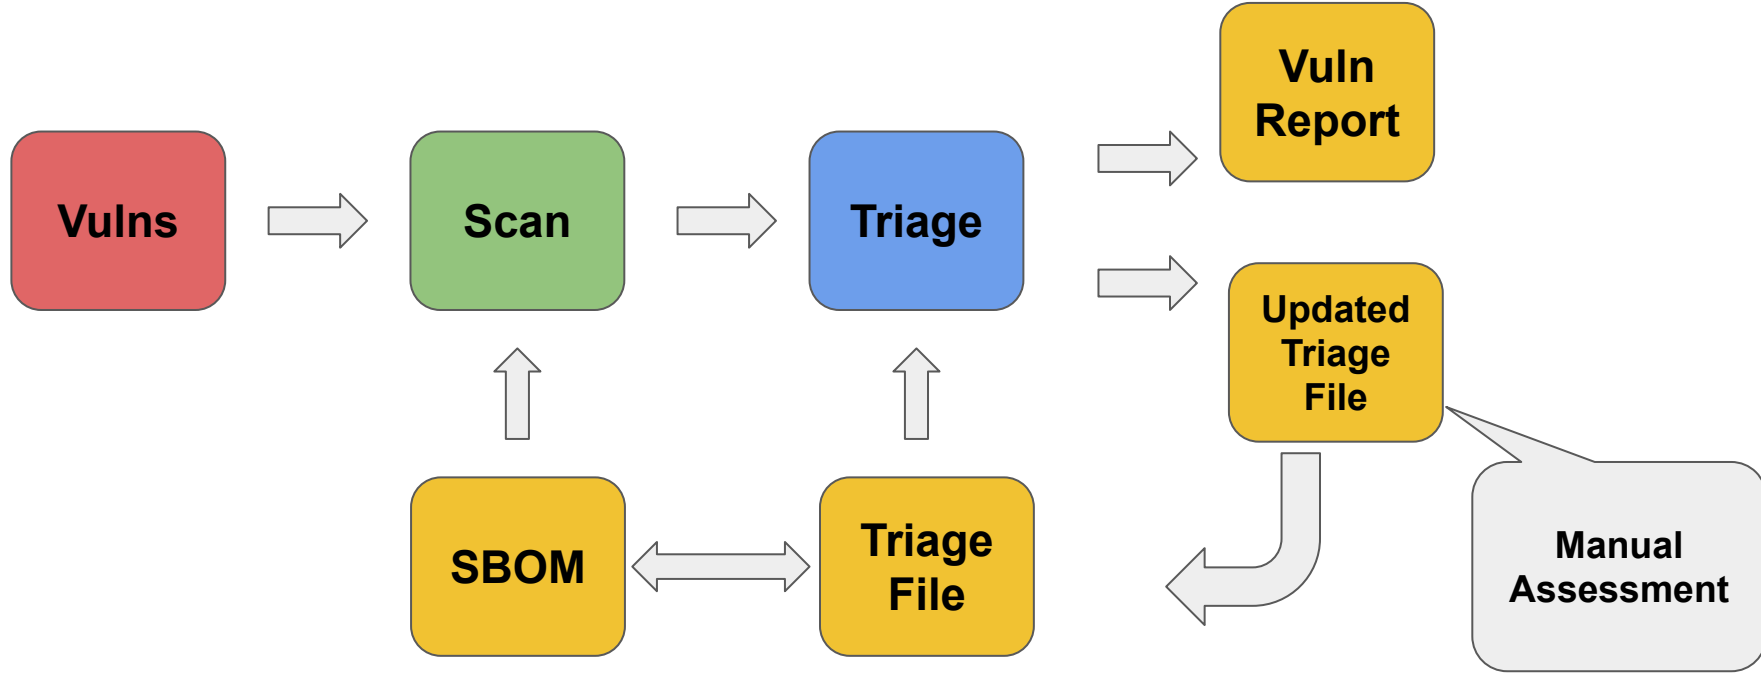 Vuln
Report
Vulns
Scan
Triage
Updated
Triage
File
SBOM
Triage
File
Manual
Assessment